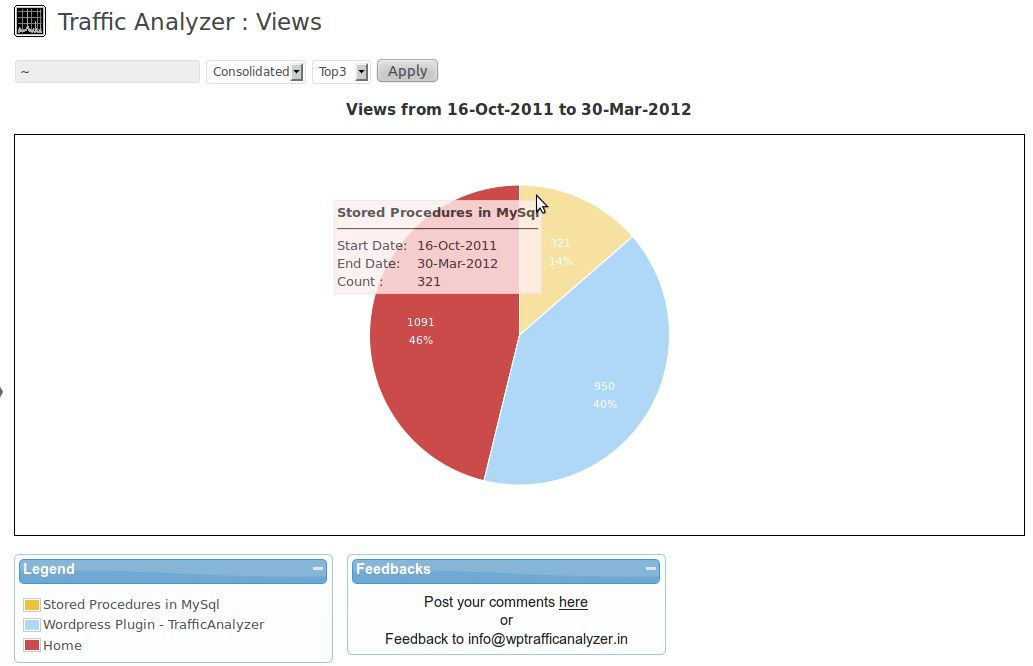 Traffic Analyzer : Views
~ Consolidated Top3 Apply
Views from 16-Oct-2011 to 30-Mar-2012
Stored Procedures in MySql
Start Date: 16-Oct-2011
End Date: 30-Mar-2012
Count : 321
321
14%
1091
46%
950
40%
Legend
Stored Procedures in MySql
Wordpress Plugin - TrafficAnalyzer
Home
Feedbacks
Post your comments here
or
Feedback to info@wptrafficanalyzer.in